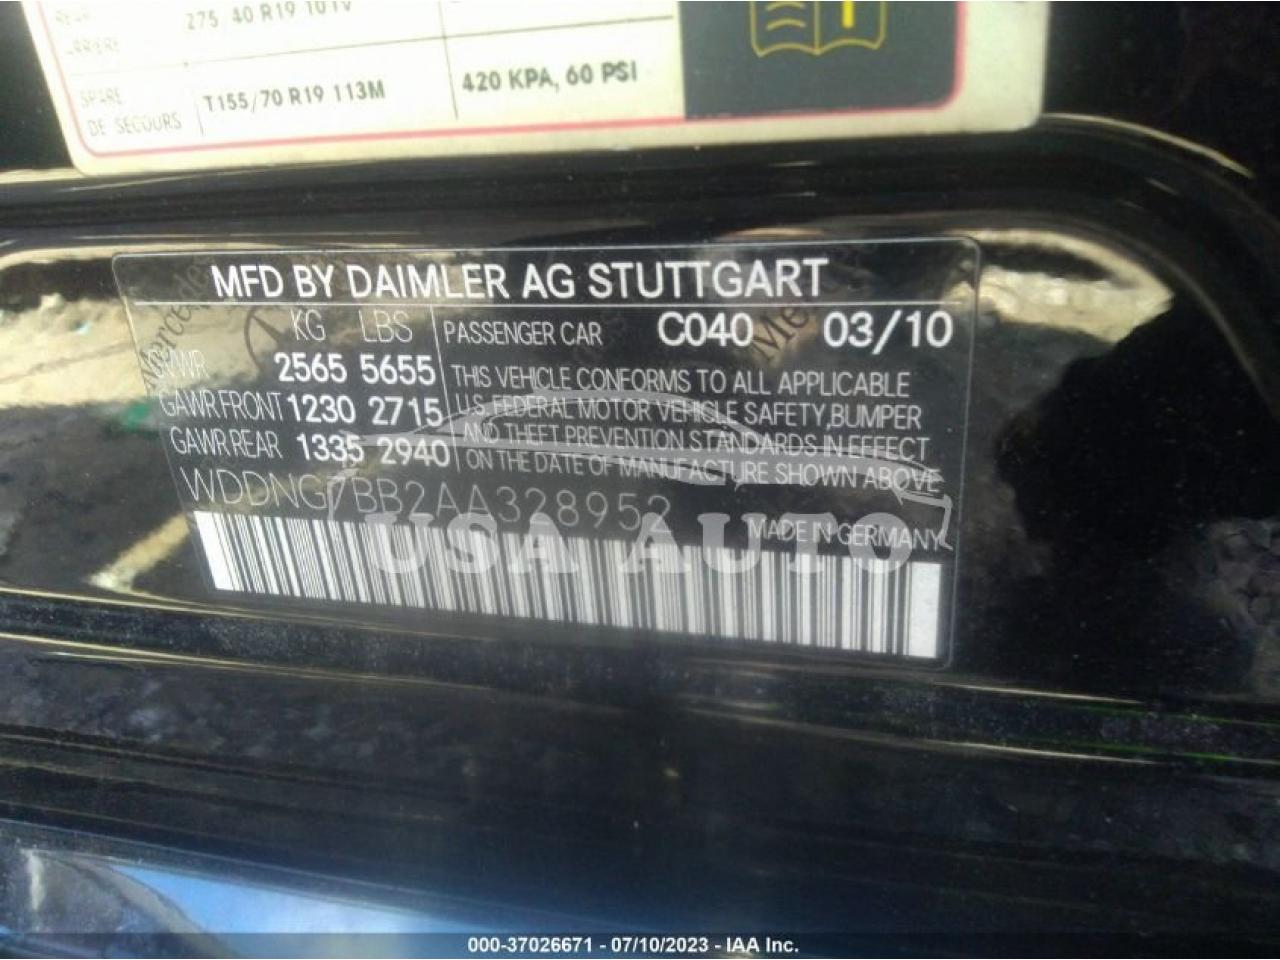 275 40 R19 101V
ARRIERE
SPARE T155/70 R19 113M 420 KPA, 60 PSI
DE SECOURS
MFD BY DAIMLER AG STUTTGART
KG LBS PASSENGER CAR C040 03/10
GVWR 2565 5655 THIS VEHICLE CONFORMS TO ALL APPLICABLE
GAWR FRONT 1230 2715 U.S. FEDERAL MOTOR VEHICLE SAFETY,BUMPER
GAWR REAR 1335 2940 AND THEFT PREVENTION STANDARDS IN EFFECT
ON THE DATE OF MANUFACTURE SHOWN ABOVE
WDDNG7BB2AA328952
MADE IN GERMANY
USA AUTO
000-37026671 - 07/10/2023 - IAA Inc.